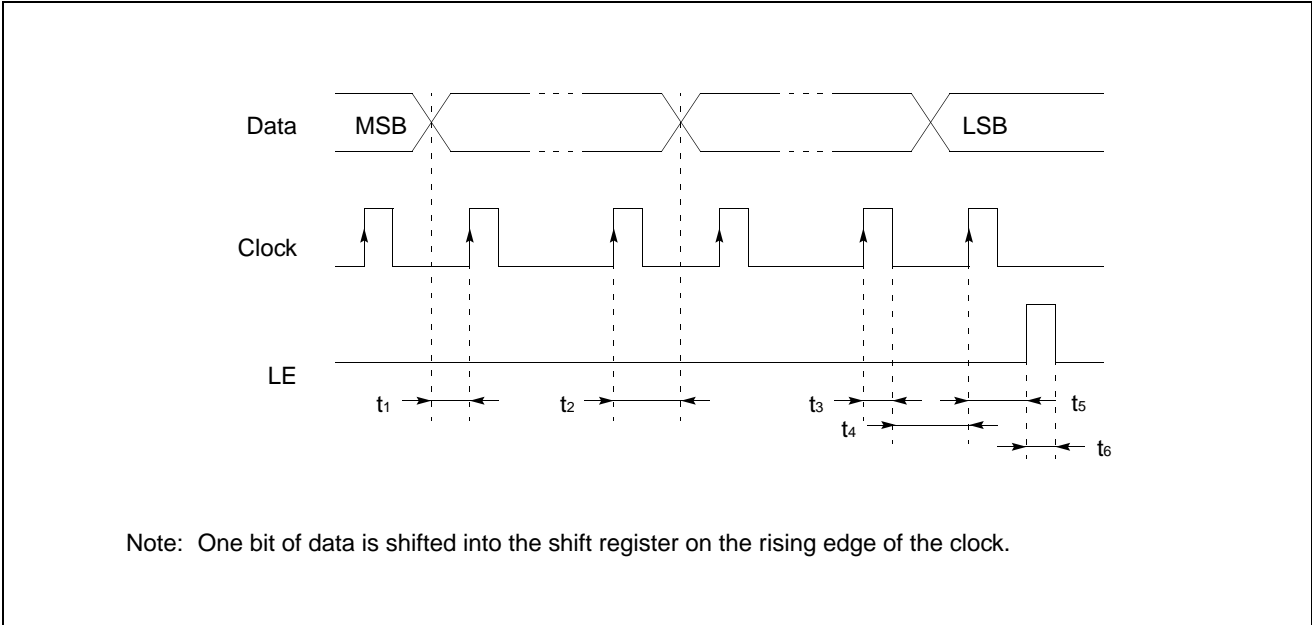 Data
MSB
LSB
Clock
LE
t1
t2
t3
t5
t4
t6
Note: One bit of data is shifted into the shift register on the rising edge of the clock.